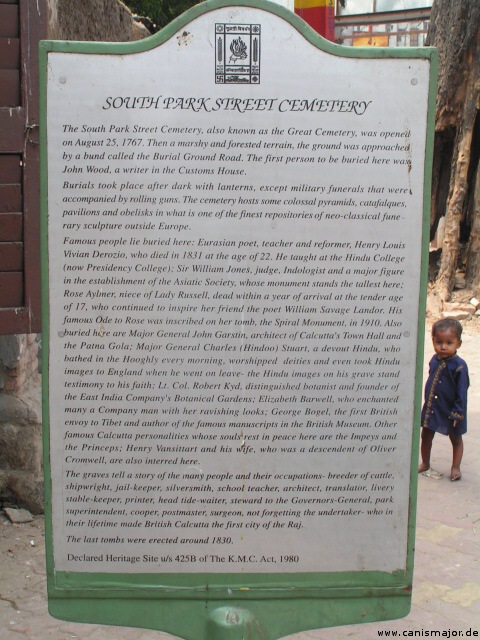 SOUTH PARK STREET CEMETERY
The South Park Street Cemetery, also known as the Great Cemetery, was opened
on August 25, 1767. Then a marshy and forested terrain, the ground was approached
by a bund called the Burial Ground Road. The first person to be buried here was
John Wood, a writer in the Customs House.
Burials took place after dark with lanterns, except military funerals that were
accompanied by rolling guns. The cemetery hosts some colossal pyramids, catafalques,
pavilions and obelisks in what is one of the finest repositories of neo-classical fune-
rary sculpture outside Europe.
Famous people lie buried here: Eurasian poet, teacher and reformer, Henry Louis
Vivian Derozio, who died in 1831 at the age of 22. He taught at the Hindu College
(now Presidency College); Sir William Jones, judge, Indologist and a major figure
in the establishment of the Asiatic Society, whose monument stands the tallest here;
Rose Aylmer, niece of Lady Russell, dead within a year of arrival at the tender age
of 17, who continued to inspire her friend the poet William Savage Landor. His
famous Ode to Rose was inscribed on her tomb, the Spiral Monument, in 1910. Also
buried here are Major General John Garstin, architect of Calcutta's Town Hall and
the Patna Gola; Major General Charles (Hindoo) Stuart, a devout Hindu, who
bathed in the Hooghly every morning, worshipped deities and even took Hindu
images to England when he went on leave- the Hindu images on his grave stand
testimony to his faith; Lt. Col. Robert Kyd, distinguished botanist and founder of
the East India Company's Botanical Gardens; Elizabeth Barwell, who enchanted
many a Company man with her ravishing looks; George Bogel, the first British
envoy to Tibet and author of the famous manuscripts in the British Museum. Other
famous Calcutta personalities whose souls rest in peace here are the Impeys and
the Princeps; Henry Vansittart and his wife, who was a descendent of Oliver
Cromwell, are also interred here.
The graves tell a story of the many people and their occupations- breeder of cattle,
shipwright, jail-keeper, silversmith, school teacher, architect, translator, livery
stable-keeper, printer, head tide-waiter, steward to the Governors-General, park
superintendent, cooper, postmaster, surgeon, not forgetting the undertaker- who in
their lifetime made British Calcutta the first city of the Raj.
The last tombs were erected around 1830.
Declared Heritage Site u/s 425B of The K.M.C. Act, 1980
www.canismajor.de